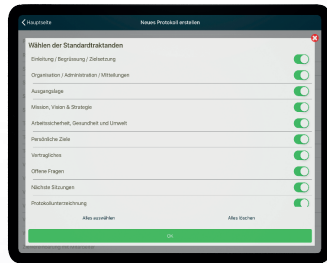 Hauptseite
Neues Protokoll erstellen
Wählen der Standardtraktanden
Einleitung / Begrüssung / Zielsetzung
Organisation / Administration / Mitteilungen
Ausgangslage
Mission, Vision & Strategie
Arbeitssicherheit, Gesundheit und Umwelt
Persönliche Ziele
Vertragliches
Offene Fragen
Nächste Sitzungen
Protokollunterzeichnung
Alles auswählen
Alles löschen
OK